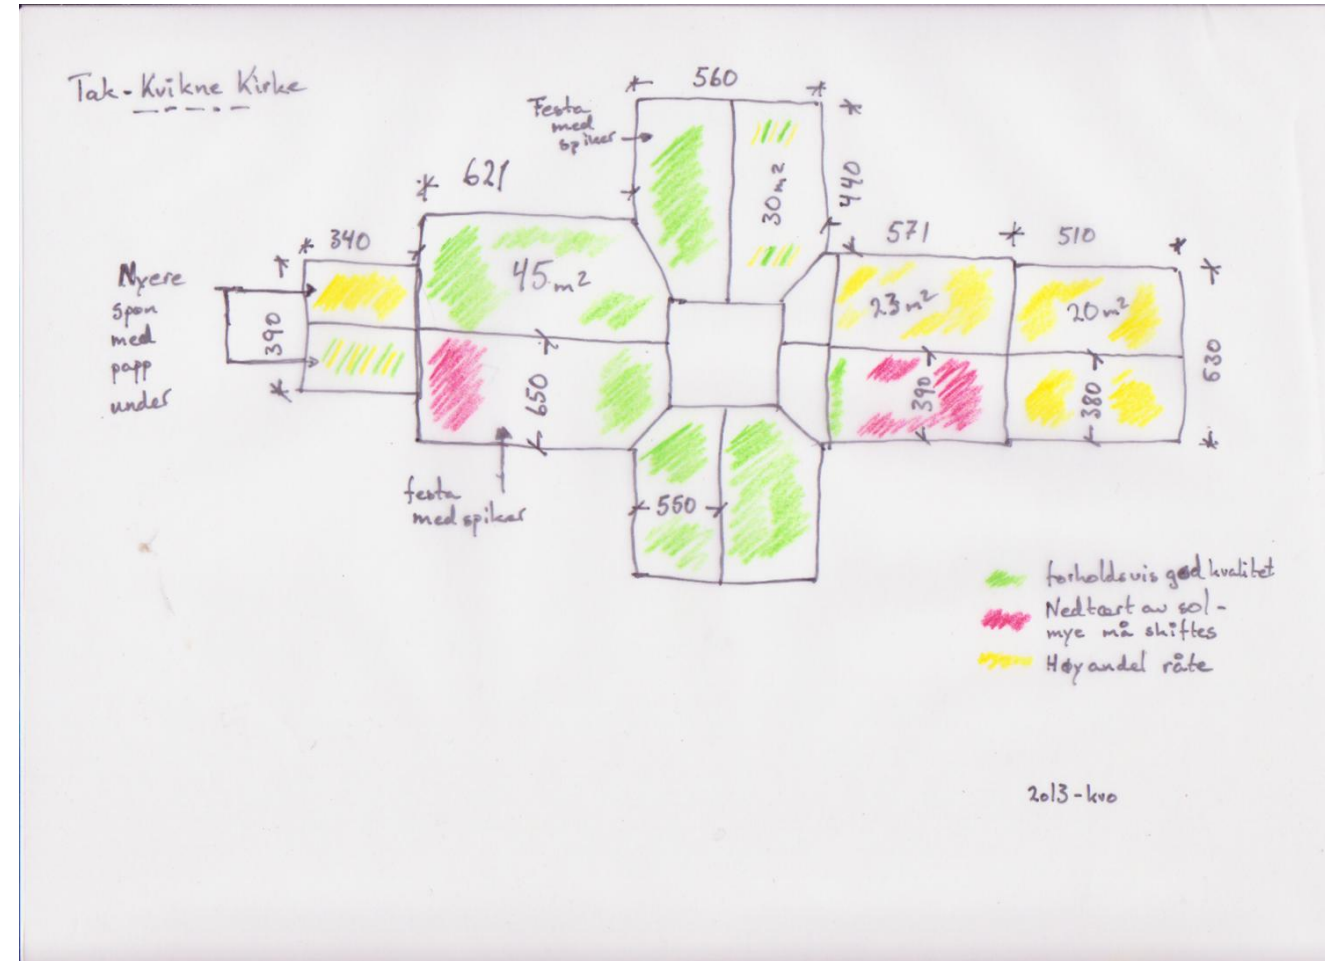 Tak - Kvikne Kirke
560
Festa
med
spiker
440
30 m²
621
340
571
510
Nyere
spon
med
papp
under
390
45 m²
23 m²
20 m²
530
650
390
380
festa
med spiker
550
forholdsvis god kvalitet
Nedtært av sol -
mye må skiftes
Høy andel råte
2013 - kvo